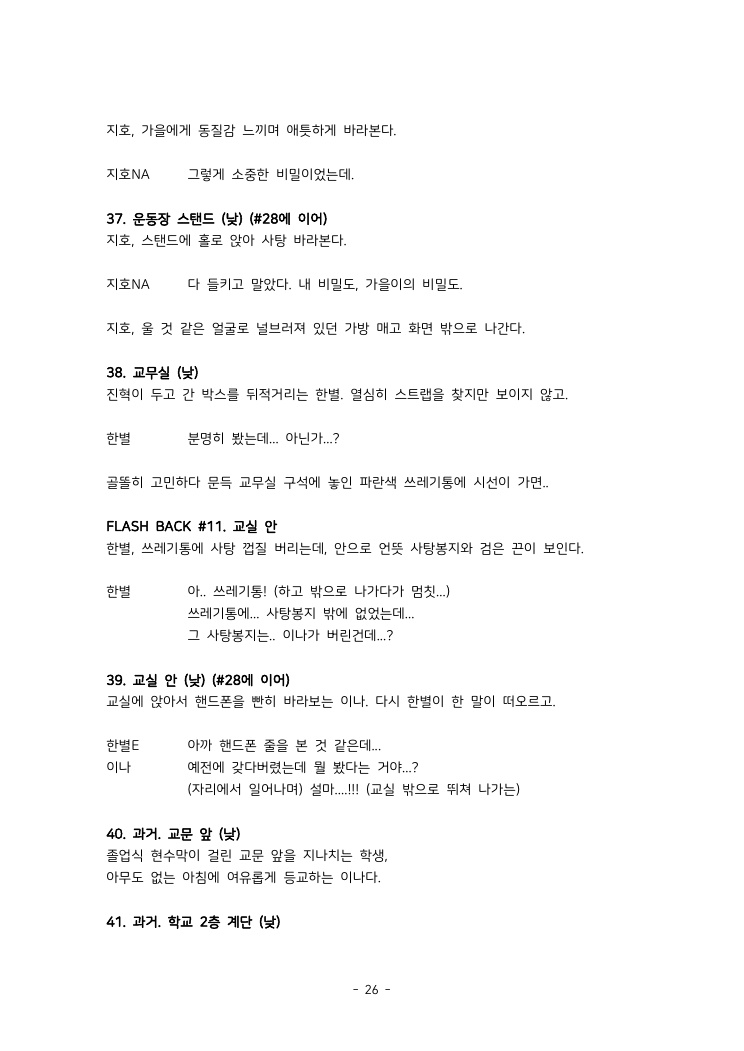 지호, 가을에게 동질감 느끼며 애틋하게 바라본다.
지호NA 그렇게 소중한 비밀이었는데.
37. 운동장 스탠드 (낮) (#28에 이어)
지호, 스탠드에 홀로 앉아 사탕 바라본다.
지호NA 다 들키고 말았다. 내 비밀도, 가을이의 비밀도.
지호, 울 것 같은 얼굴로 널브러져 있던 가방 매고 화면 밖으로 나간다.
38. 교무실 (낮)
진혁이 두고 간 박스를 뒤적거리는 한별. 열심히 스트랩을 찾지만 보이지 않고.
한별 분명히 봤는데... 아닌가...?
골똘히 고민하다 문득 교무실 구석에 놓인 파란색 쓰레기통에 시선이 가면..
FLASH BACK #11. 교실 안
한별, 쓰레기통에 사탕 껍질 버리는데, 안으로 언뜻 사탕봉지와 검은 끈이 보인다.
한별 아.. 쓰레기통! (하고 밖으로 나가다가 멈칫...)
쓰레기통에... 사탕봉지 밖에 없었는데...
그 사탕봉지는.. 이나가 버린건데...?
39. 교실 안 (낮) (#28에 이어)
교실에 앉아서 핸드폰을 빤히 바라보는 이나. 다시 한별이 한 말이 떠오르고.
한별E 아까 핸드폰 줄을 본 것 같은데...
이나 예전에 갖다버렸는데 뭘 봤다는 거야...?
(자리에서 일어나며) 설마....!!! (교실 밖으로 뛰쳐 나가는)
40. 과거. 교문 앞 (낮)
졸업식 현수막이 걸린 교문 앞을 지나치는 학생,
아무도 없는 아침에 여유롭게 등교하는 이나다.
41. 과거. 학교 2층 계단 (낮)
- 26 -